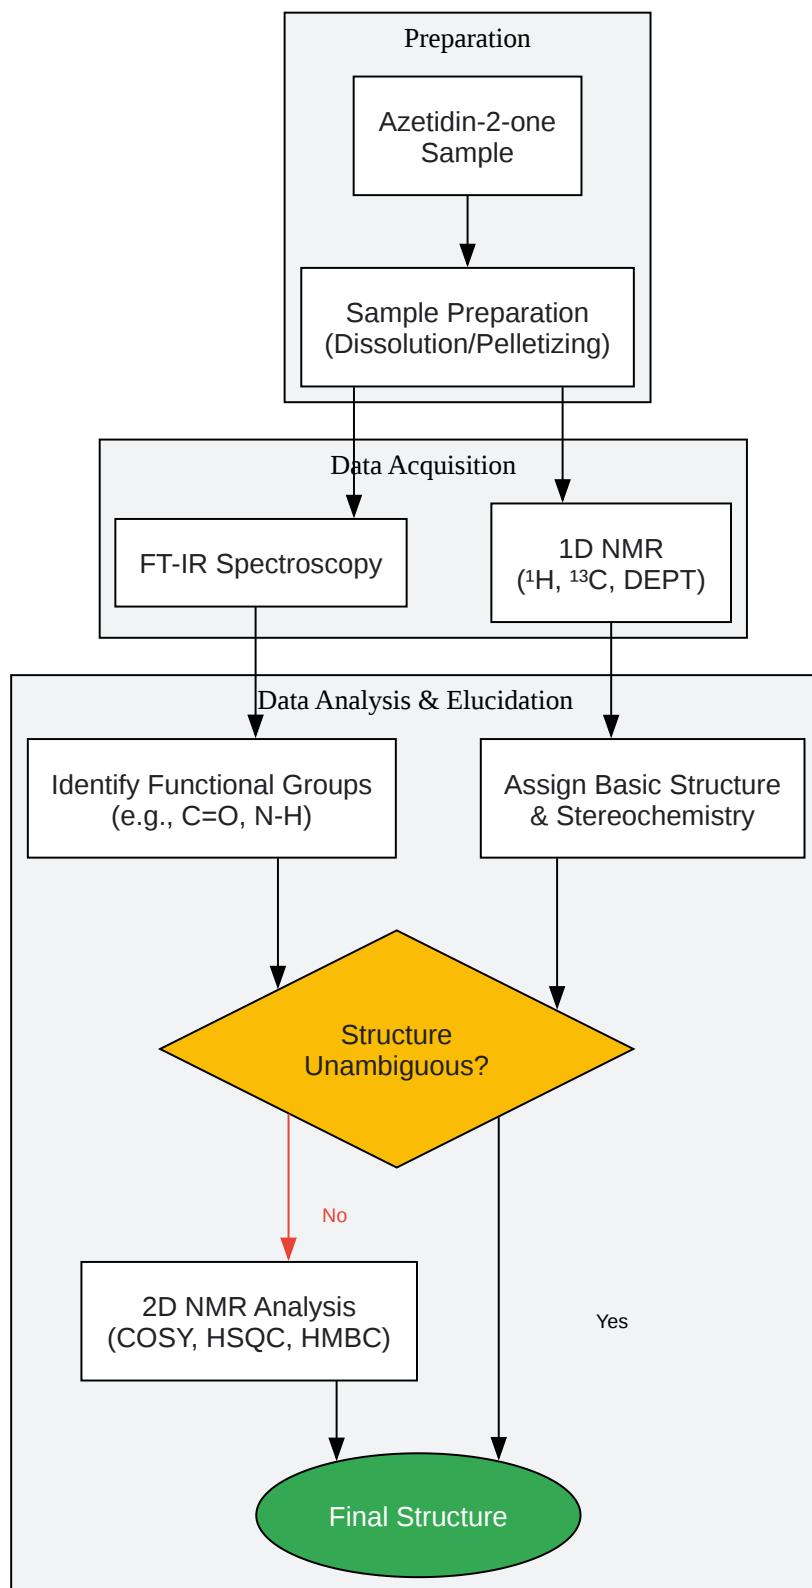 Preparation
Azetidin-2-one
Sample
Sample Preparation
(Dissolution/Pelletizing)
Data Acquisition
FT-IR Spectroscopy
1D NMR
(¹H, ¹³C, DEPT)
Data Analysis & Elucidation
Identify Functional Groups
(e.g., C=O, N-H)
Assign Basic Structure
& Stereochemistry
Structure
Unambiguous?
No
2D NMR Analysis
(COSY, HSQC, HMBC)
Yes
Final Structure